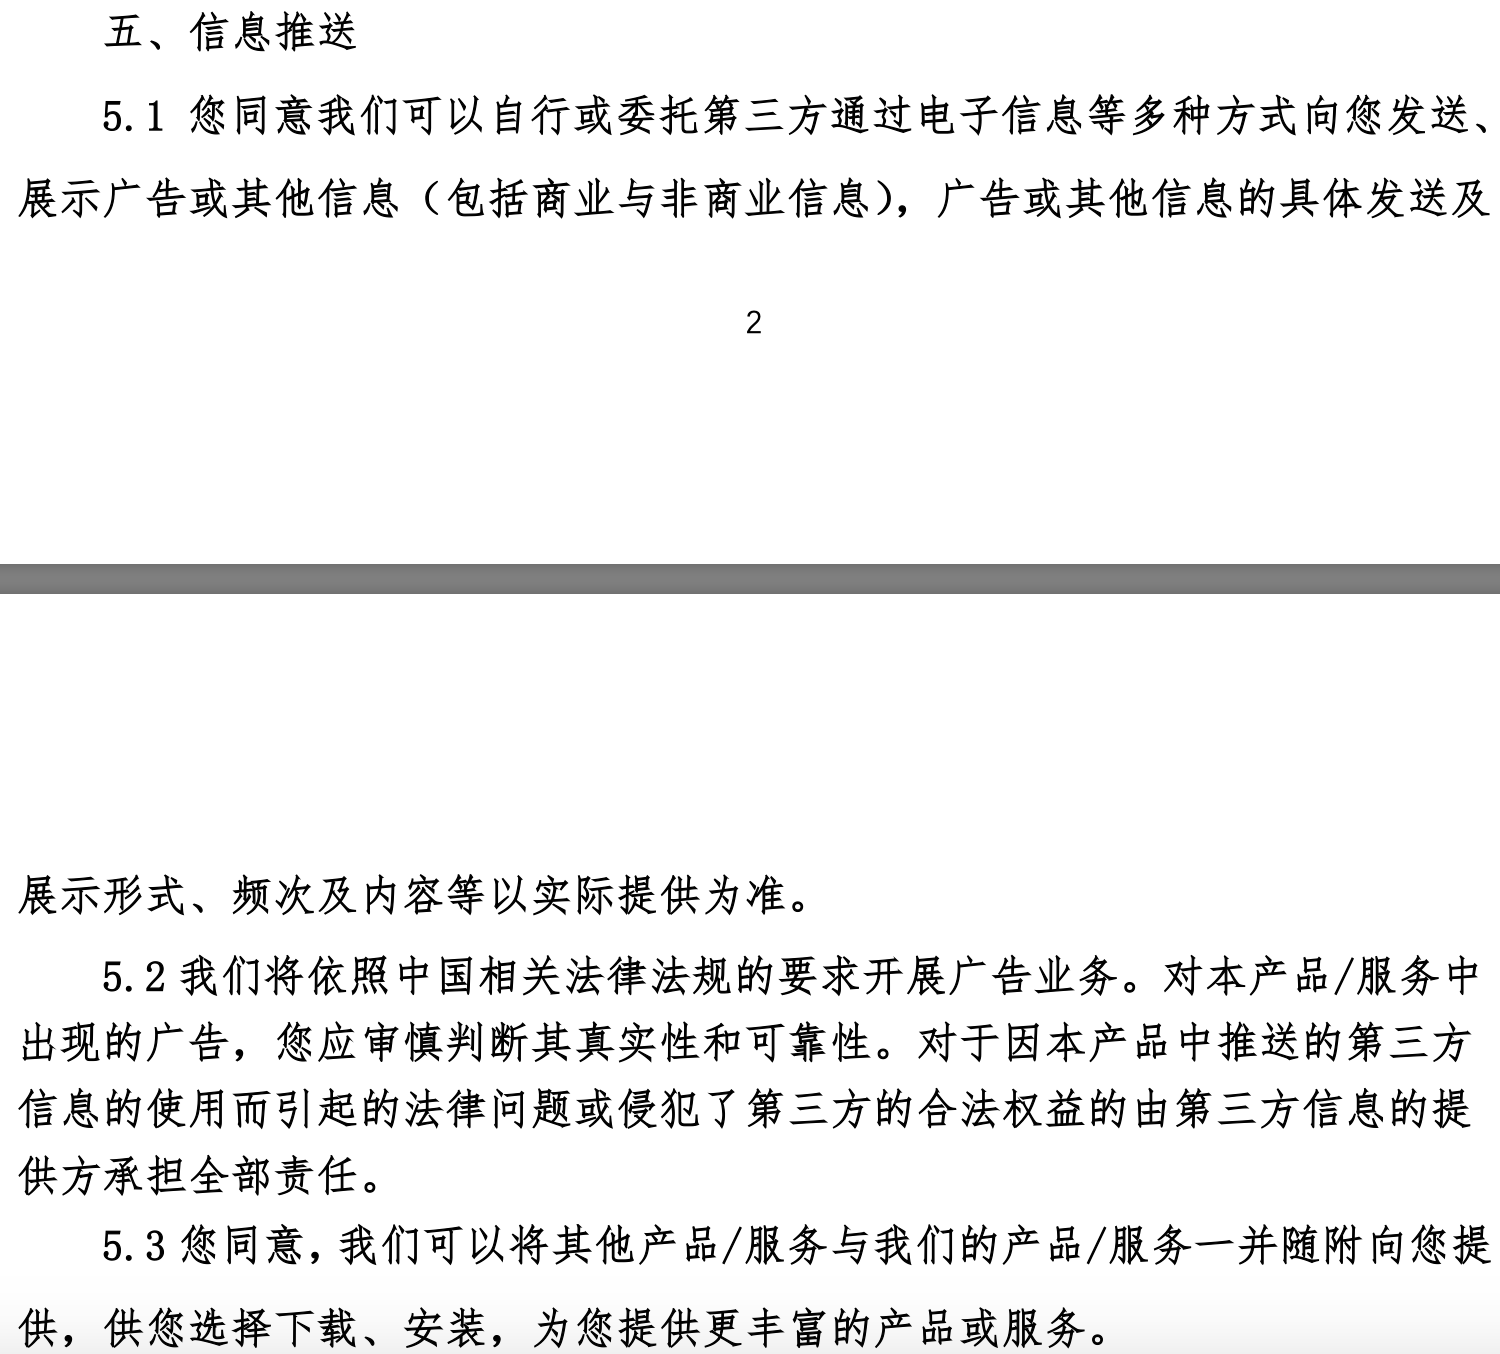 五、信息推送
5.1 您同意我们可以自行或委托第三方通过电子信息等多种方式向您发送、
展示广告或其他信息（包括商业与非商业信息），广告或其他信息的具体发送及
2
展示形式、频次及内容等以实际提供为准。
5.2 我们将依照中国相关法律法规的要求开展广告业务。对本产品/服务中
出现的广告，您应审慎判断其真实性和可靠性。对于因本产品中推送的第三方
信息的使用而引起的法律问题或侵犯了第三方的合法权益的由第三方信息的提
供方承担全部责任。
5.3 您同意，我们可以将其他产品/服务与我们的产品/服务一并随附向您提
供，供您选择下载、安装，为您提供更丰富的产品或服务。